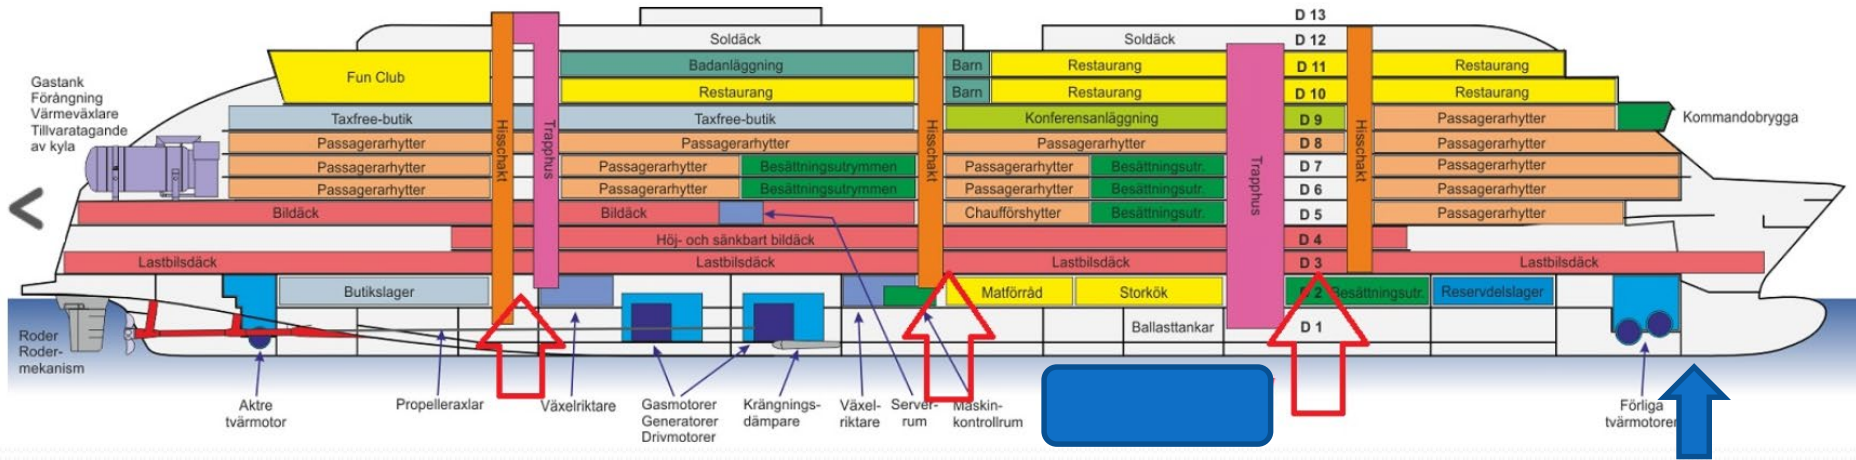 D 13
Soldäck
Soldäck
D 12
Fun Club
Badanläggning
Barn
Restaurang
D 11
Restaurang
Restaurang
Barn
Restaurang
D 10
Restaurang
Gastank
Förångning
Värmeväxlare
Tillvaratagande
av kyla
Taxfree-butik
Taxfree-butik
Konferensanläggning
D 9
Passagerarhytter
Kommandobrygga
Passagerarhytter
Passagerarhytter
Passagerarhytter
D 8
Passagerarhytter
Passagerarhytter
Passagerarhytter
Besättningsutrymmen
Passagerarhytter
Besättningsutr.
D 7
Passagerarhytter
Passagerarhytter
Passagerarhytter
Besättningsutrymmen
Passagerarhytter
Besättningsutr.
D 6
Passagerarhytter
Hisschakt
Trapphus
Hisschakt
Trapphus
Hisschakt
Bildäck
Bildäck
Chaufförshytter
Besättningsutr.
D 5
Passagerarhytter
Höj- och sänkbart bildäck
D 4
Lastbilsdäck
Lastbilsdäck
Lastbilsdäck
D 3
Lastbilsdäck
Butikslager
Matförråd
Storkök
D 2
Besättningsutr.
Reservdelslager
Ballasttankar
D 1
Roder
Roder-
mekanism
Aktre
tvärmotor
Propelleraxlar
Växelriktare
Gasmotorer
Generatorer
Drivmotorer
Krängnings-
dämpare
Växel-
riktare
Server-
rum
Maskin-
kontrollrum
Förliga
tvärmotorer